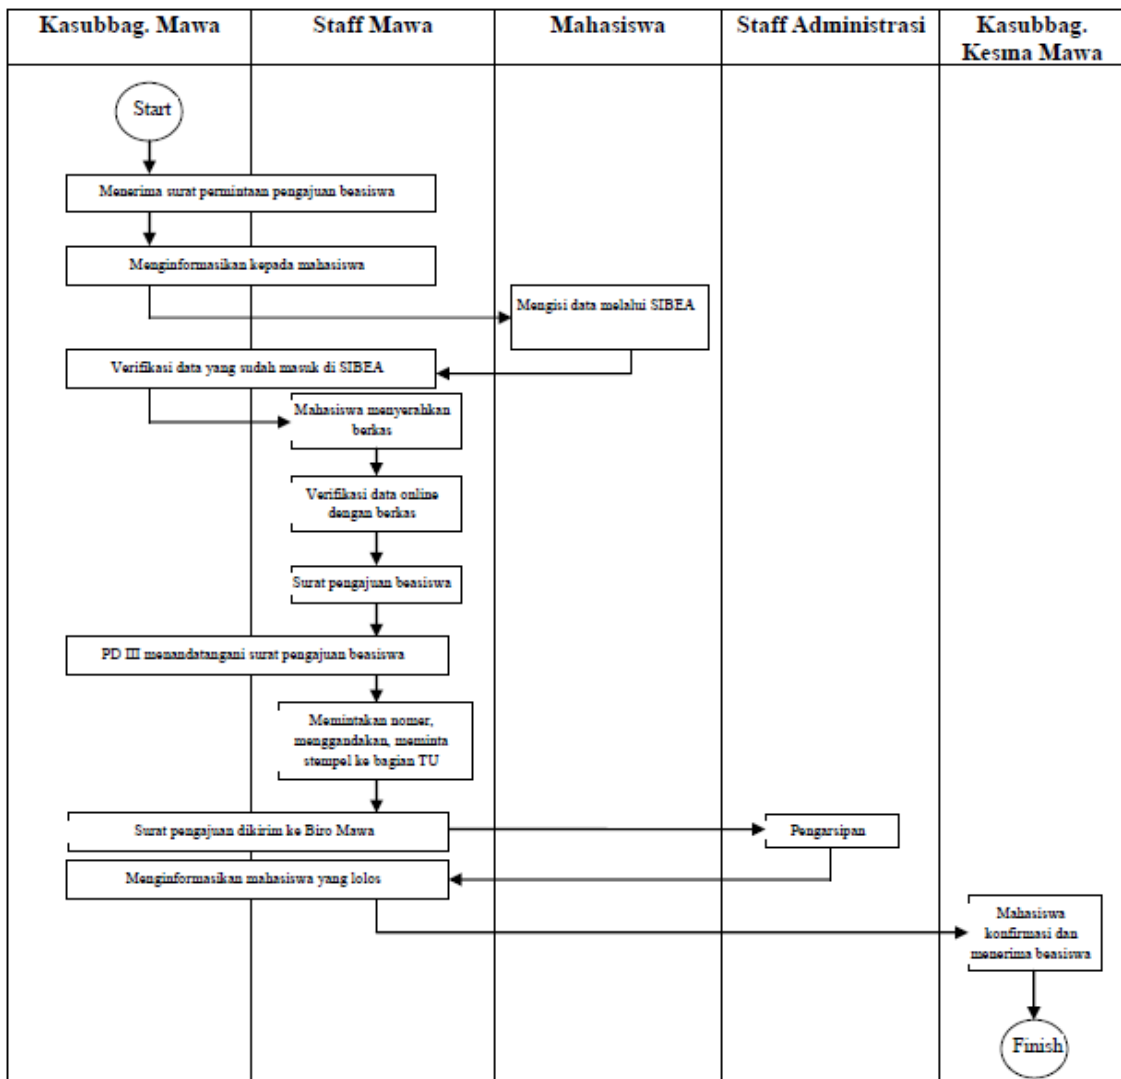 Kasubbag. Mawa
Staff Mawa
Mahasiswa
Staff Administrasi
Kasubbag.
Kesma Mawa
Start
Menerima surat permintaan pengajuan beasiswa
Menginformasikan kepada mahasiswa
Mengisi data melalui SIBEA
Verifikasi data yang sudah masuk di SIBEA
Mahasiswa menyerahkan
berkas
Verifikasi data online
dengan berkas
Surat pengajuan beasiswa
PD III menandatangani surat pengajuan beasiswa
Memintakan nomer,
menggandakan, meminta
stempel ke bagian TU
Surat pengajuan dikirim ke Biro Mawa
Pengarsipan
Menginformasikan mahasiswa yang lolos
Mahasiswa
konfirmasi dan
menerima beasiswa
Finish